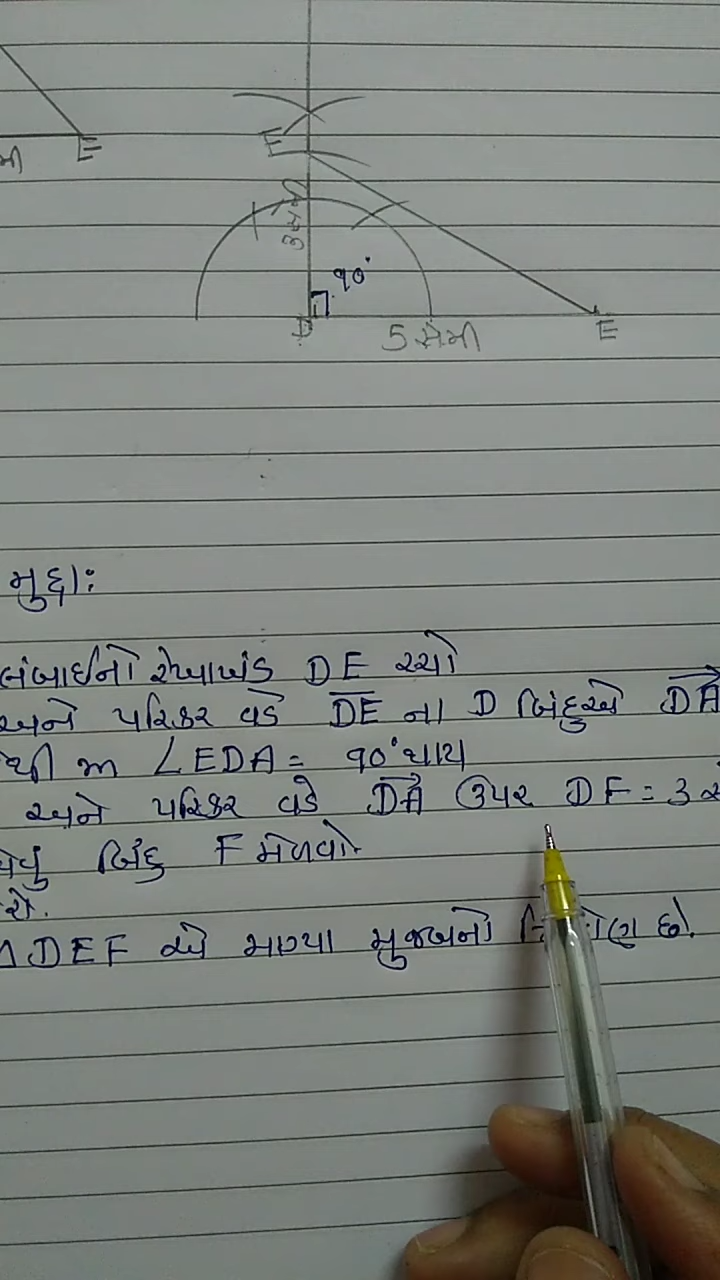 E
E
3 સેમી
90°
D
5 સેમી
E
મુદ્દા:
લંબાઈનો રેખાખંડ DE રચો
અને પરિકર વડે DE ના D બિંદુએ DA
થી m ∠EDA = 90° થાય
અને પરિકર વડે DA ઉપર DF = 3
બિંદુ F મેળવો.
△DEF એ માગ્યા મુજબનો ત્રિકોણ છે.